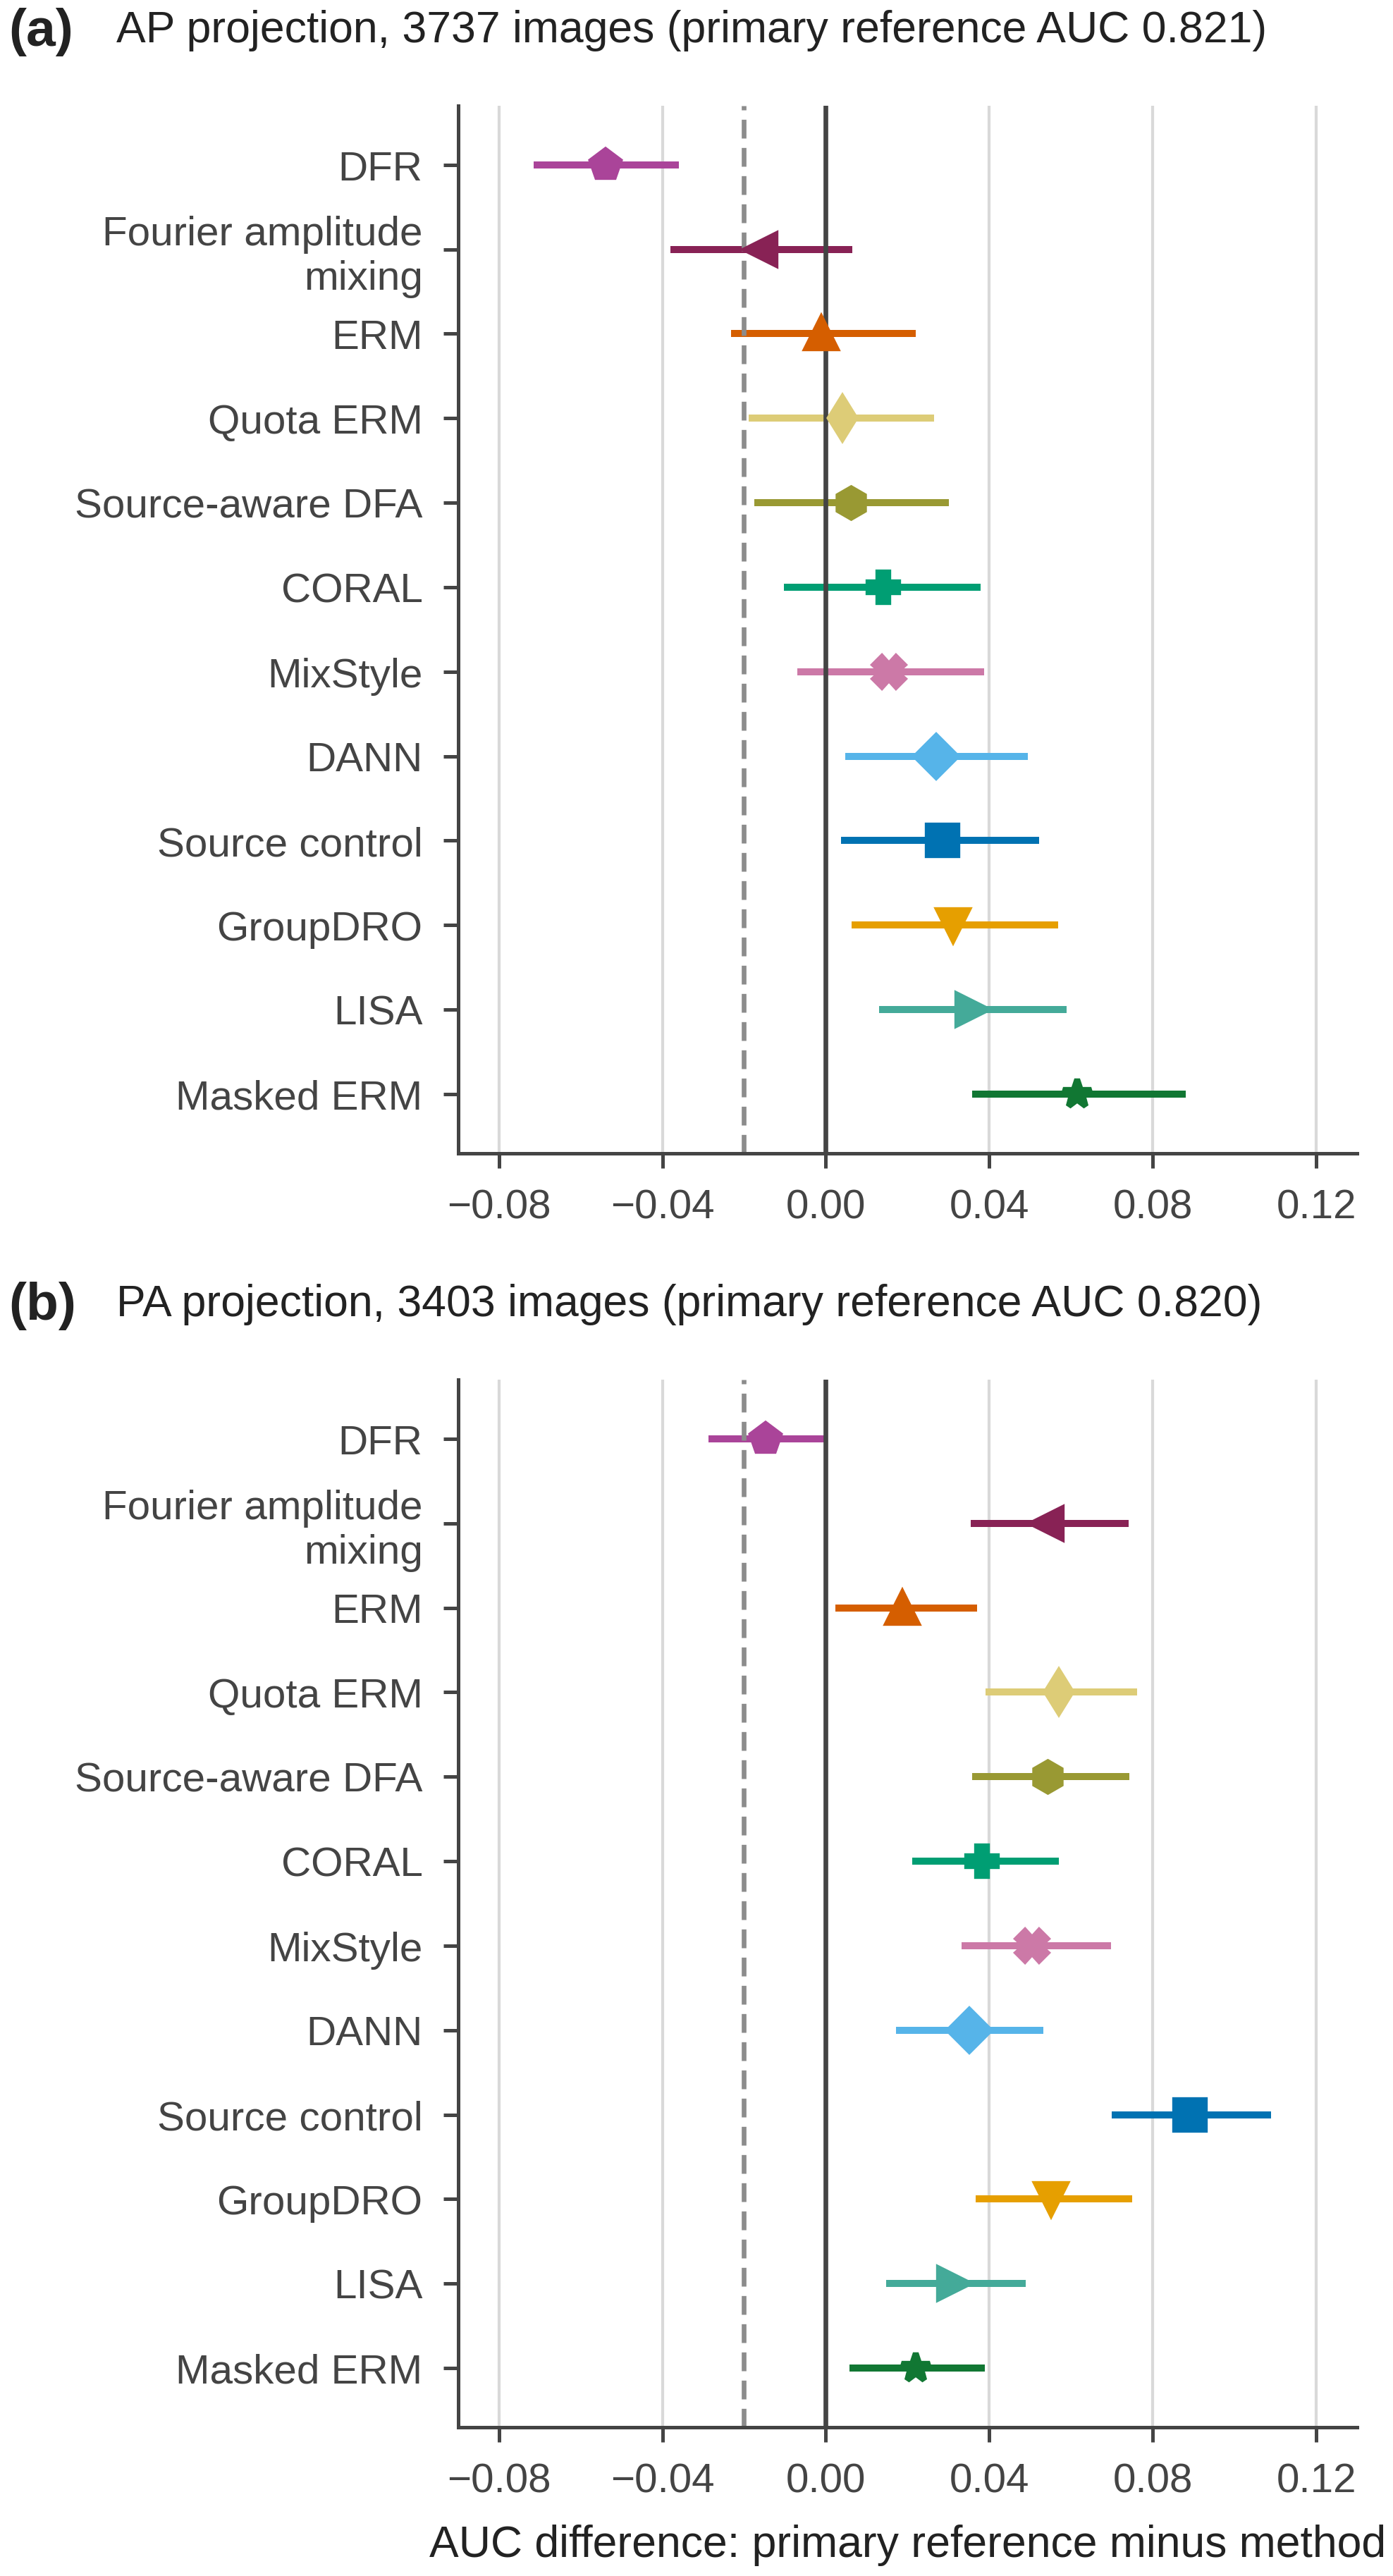 (a) AP projection, 3737 images (primary reference AUC 0.821)
DFR
Fourier amplitude
mixing
ERM
Quota ERM
Source-aware DFA
CORAL
MixStyle
DANN
Source control
GroupDRO
LISA
Masked ERM
−0.08 −0.04 0.00 0.04 0.08 0.12
(b) PA projection, 3403 images (primary reference AUC 0.820)
DFR
Fourier amplitude
mixing
ERM
Quota ERM
Source-aware DFA
CORAL
MixStyle
DANN
Source control
GroupDRO
LISA
Masked ERM
−0.08 −0.04 0.00 0.04 0.08 0.12
AUC difference: primary reference minus method